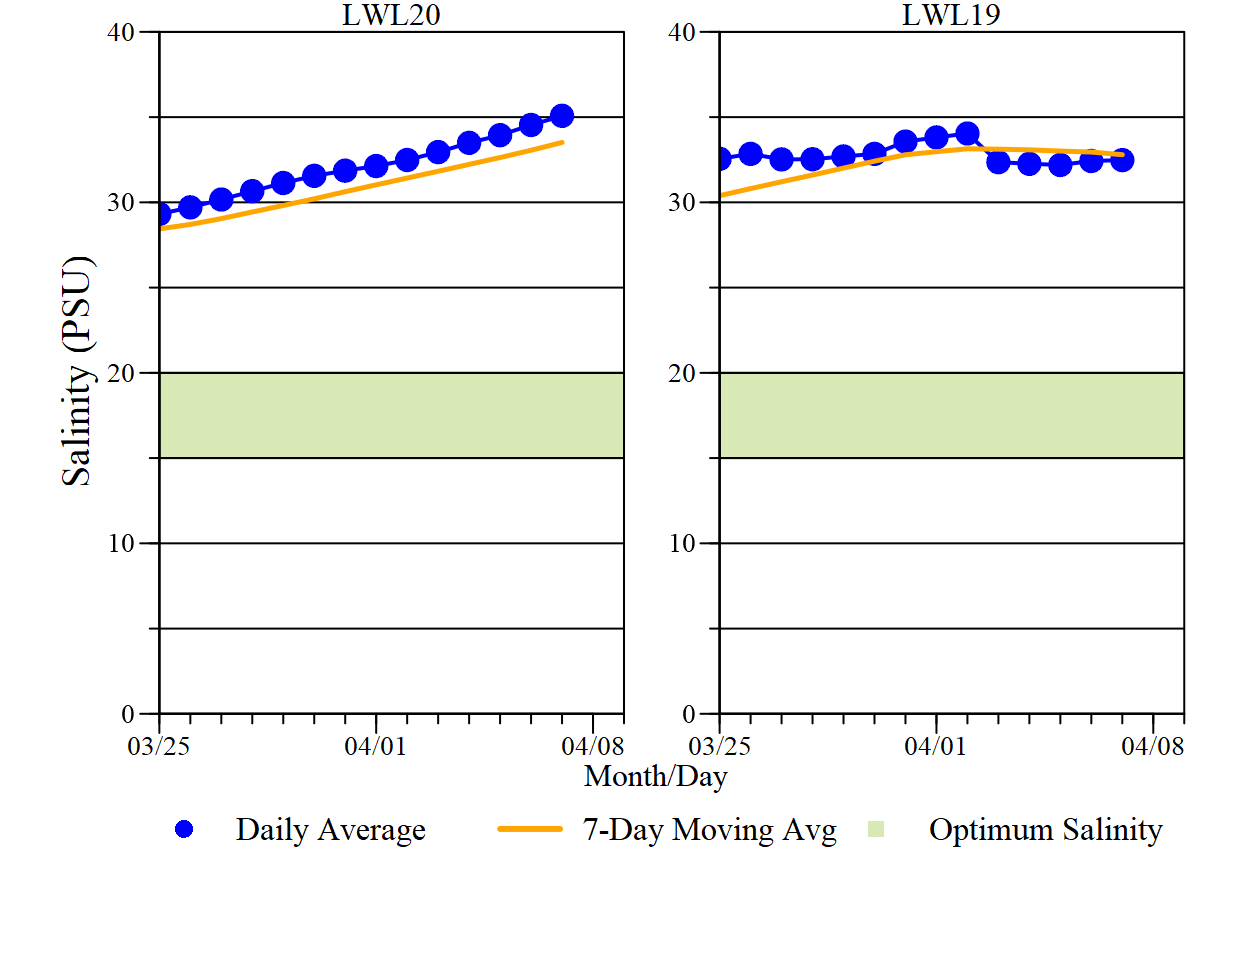 LWL20
LWL19
40
30
20
10
0
40
30
20
10
0
Salinity (PSU)
03/25
04/01
04/08
03/25
04/01
04/08
Month/Day
Daily Average
7-Day Moving Avg
Optimum Salinity